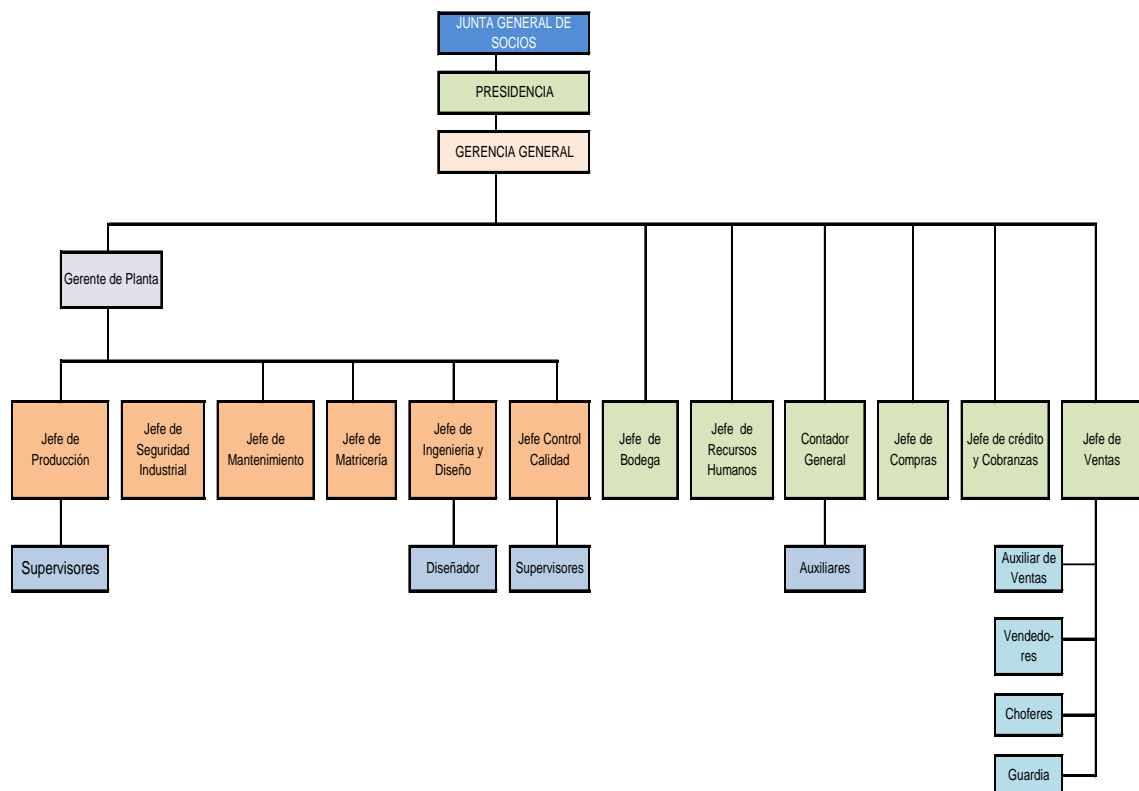 JUNTA GENERAL DE
SOCIOS
PRESIDENCIA
GERENCIA GENERAL
Gerente de Planta
Jefe de
Producción
Jefe de
Seguridad
Industrial
Jefe de
Mantenimiento
Jefe de
Matricería
Jefe de
Ingenieria y
Diseño
Jefe Control
Calidad
Jefe de
Bodega
Jefe de
Recursos
Humanos
Contador
General
Jefe de
Compras
Jefe de crédito
y Cobranzas
Jefe de
Ventas
Supervisores
Diseñador
Supervisores
Auxiliares
Auxiliar de
Ventas
Vendedo-
res
Choferes
Guardia